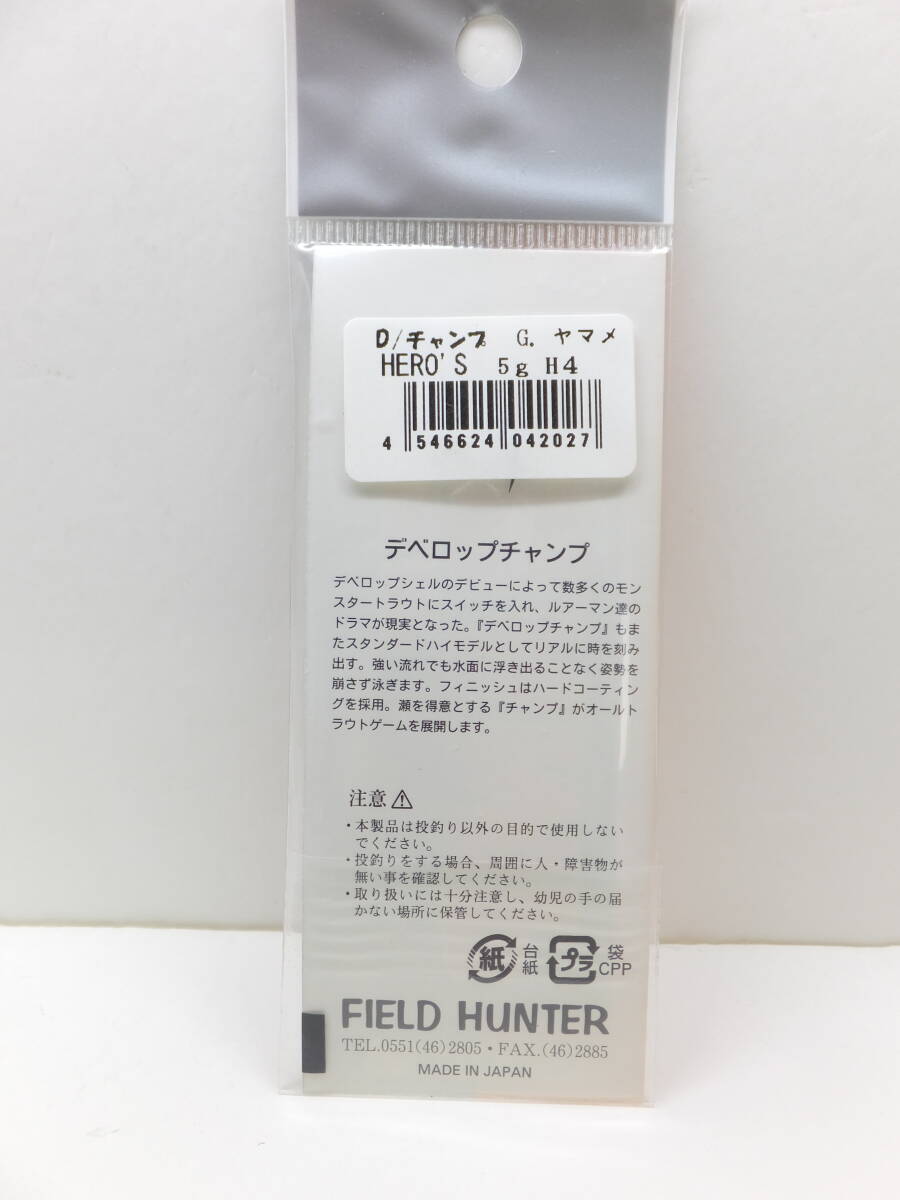 D/チャンプ G. ヤマメ
HERO'S 5g H4
4 546624 042027
デベロップチャンプ
デベロップシェルのデビューによって数多くのモン
スタートラウトにスイッチを入れ、ルアーマン達の
ドラマが現実となった。『デベロップチャンプ』もま
たスタンダードハイモデルとしてリアルに時を刻み
出す。強い流れでも水面に浮き出ることなく姿勢を
崩さず泳ぎます。フィニッシュはハードコーティン
グを採用。瀬を得意とする『チャンプ』がオールト
ラウトゲームを展開します。
注意
・本製品は投釣り以外の目的で使用しない
でください。
・投釣りをする場合、周囲に人・障害物が
無い事を確認してください。
・取り扱いには十分注意し、幼児の手の届
かない場所に保管してください。
紙 台紙 プラ 袋 CPP
FIELD HUNTER
TEL.0551(46)2805・FAX.(46)2885
MADE IN JAPAN